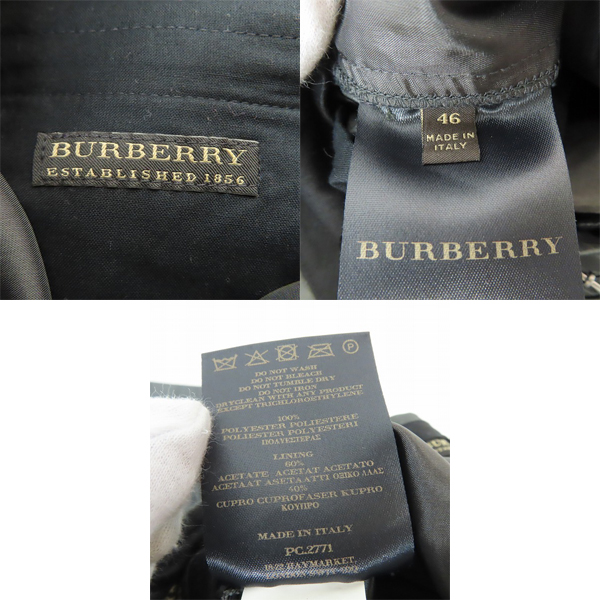 BURBERRY
ESTABLISHED 1856
46
MADE IN
ITALY
BURBERRY
P
DO NOT WASH
DO NOT BLEACH
DO NOT TUMBLE DRY
DO NOT IRON
DRYCLEAN WITH ANY PRODUCT
EXCEPT TRICHLOROETHYLENE
100%
POLYESTER POLIESTERE
POLIESTER POLYESTER
ΠΟΛΥΕΣΤΕΡΑΣ
LINING
60%
ACETATE ACETAT ACETATO
ACETAAT ASETAATTI ΟΞΙΚΟ ΑΛΑΣ
40%
CUPRO CUPROFASER KUPRO
ΚΟΥΠΡΟ
MADE IN ITALY
PC.2771
18-22 HAYMARKET,
LONDON